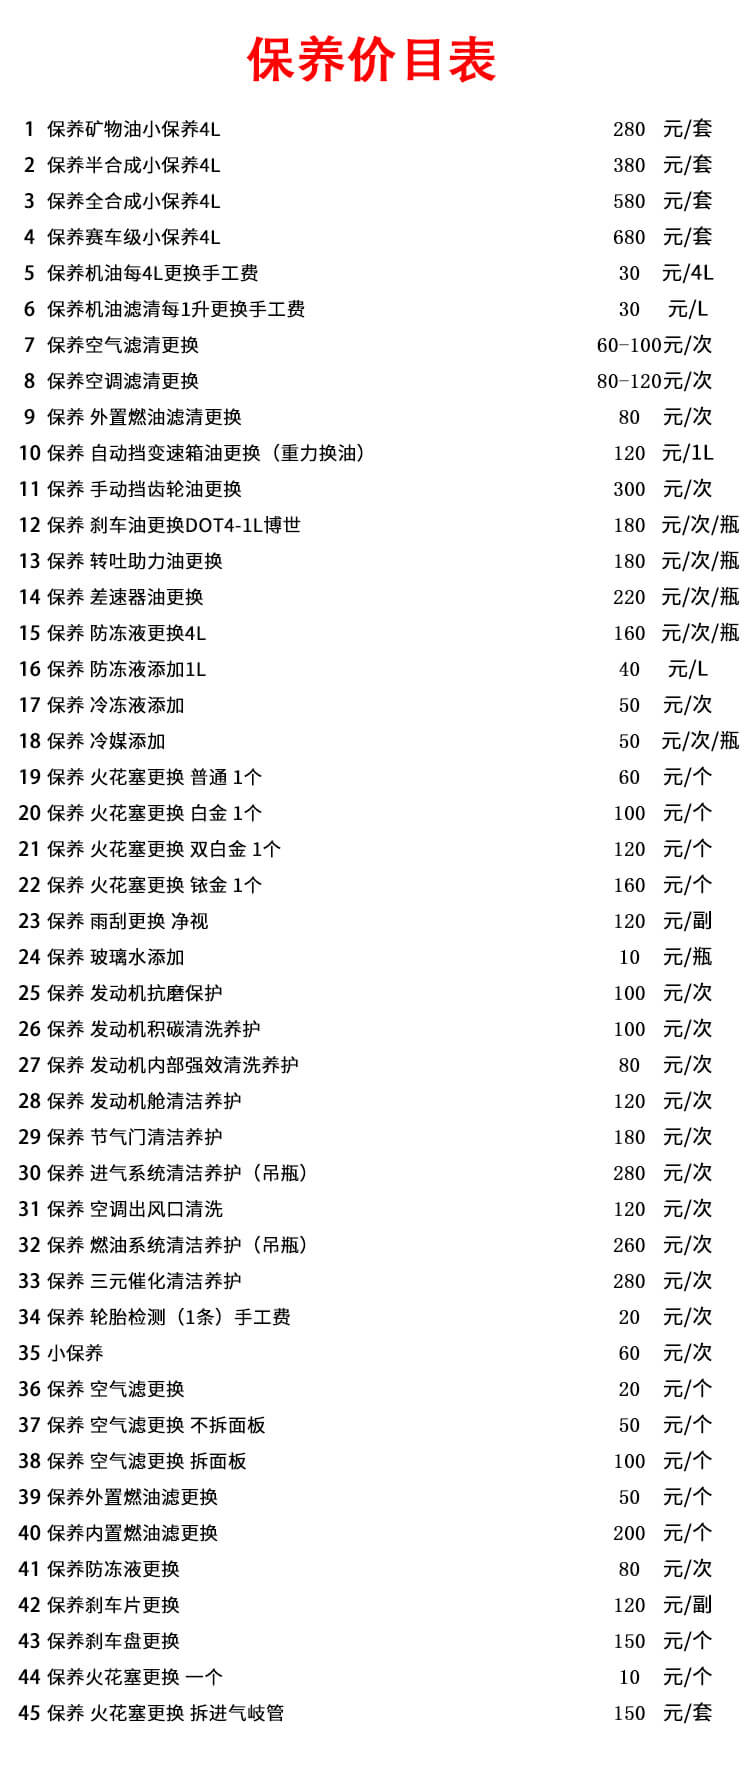 保养价目表
1 保养矿物油小保养4L 280 元/套
2 保养半合成小保养4L 380 元/套
3 保养全合成小保养4L 580 元/套
4 保养赛车级小保养4L 680 元/套
5 保养机油每4L更换手工费 30 元/4L
6 保养机油滤清每1升更换手工费 30 元/L
7 保养空气滤清更换 60-100元/次
8 保养空调滤清更换 80-120元/次
9 保养 外置燃油滤清更换 80 元/次
10 保养 自动挡变速箱油更换（重力换油） 120 元/1L
11 保养 手动挡齿轮油更换 300 元/次
12 保养 刹车油更换DOT4-1L博世 180 元/次/瓶
13 保养 转吐助力油更换 180 元/次/瓶
14 保养 差速器油更换 220 元/次/瓶
15 保养 防冻液更换4L 160 元/次/瓶
16 保养 防冻液添加1L 40 元/L
17 保养 冷冻液添加 50 元/次
18 保养 冷媒添加 50 元/次/瓶
19 保养 火花塞更换 普通 1个 60 元/个
20 保养 火花塞更换 白金 1个 100 元/个
21 保养 火花塞更换 双白金 1个 120 元/个
22 保养 火花塞更换 铱金 1个 160 元/个
23 保养 雨刮更换 净视 120 元/副
24 保养 玻璃水添加 10 元/瓶
25 保养 发动机抗磨保护 100 元/次
26 保养 发动机积碳清洗养护 100 元/次
27 保养 发动机内部强效清洗养护 80 元/次
28 保养 发动机舱清洁养护 120 元/次
29 保养 节气门清洁养护 180 元/次
30 保养 进气系统清洁养护（吊瓶） 280 元/次
31 保养 空调出风口清洗 120 元/次
32 保养 燃油系统清洁养护（吊瓶） 260 元/次
33 保养 三元催化清洁养护 280 元/次
34 保养 轮胎检测（1条）手工费 20 元/次
35 小保养 60 元/次
36 保养 空气滤更换 20 元/个
37 保养 空气滤更换 不拆面板 50 元/个
38 保养 空气滤更换 拆面板 100 元/个
39 保养外置燃油滤更换 50 元/个
40 保养内置燃油滤更换 200 元/个
41 保养防冻液更换 80 元/次
42 保养刹车片更换 120 元/副
43 保养刹车盘更换 150 元/个
44 保养火花塞更换 一个 10 元/个
45 保养 火花塞更换 拆进气岐管 150 元/套